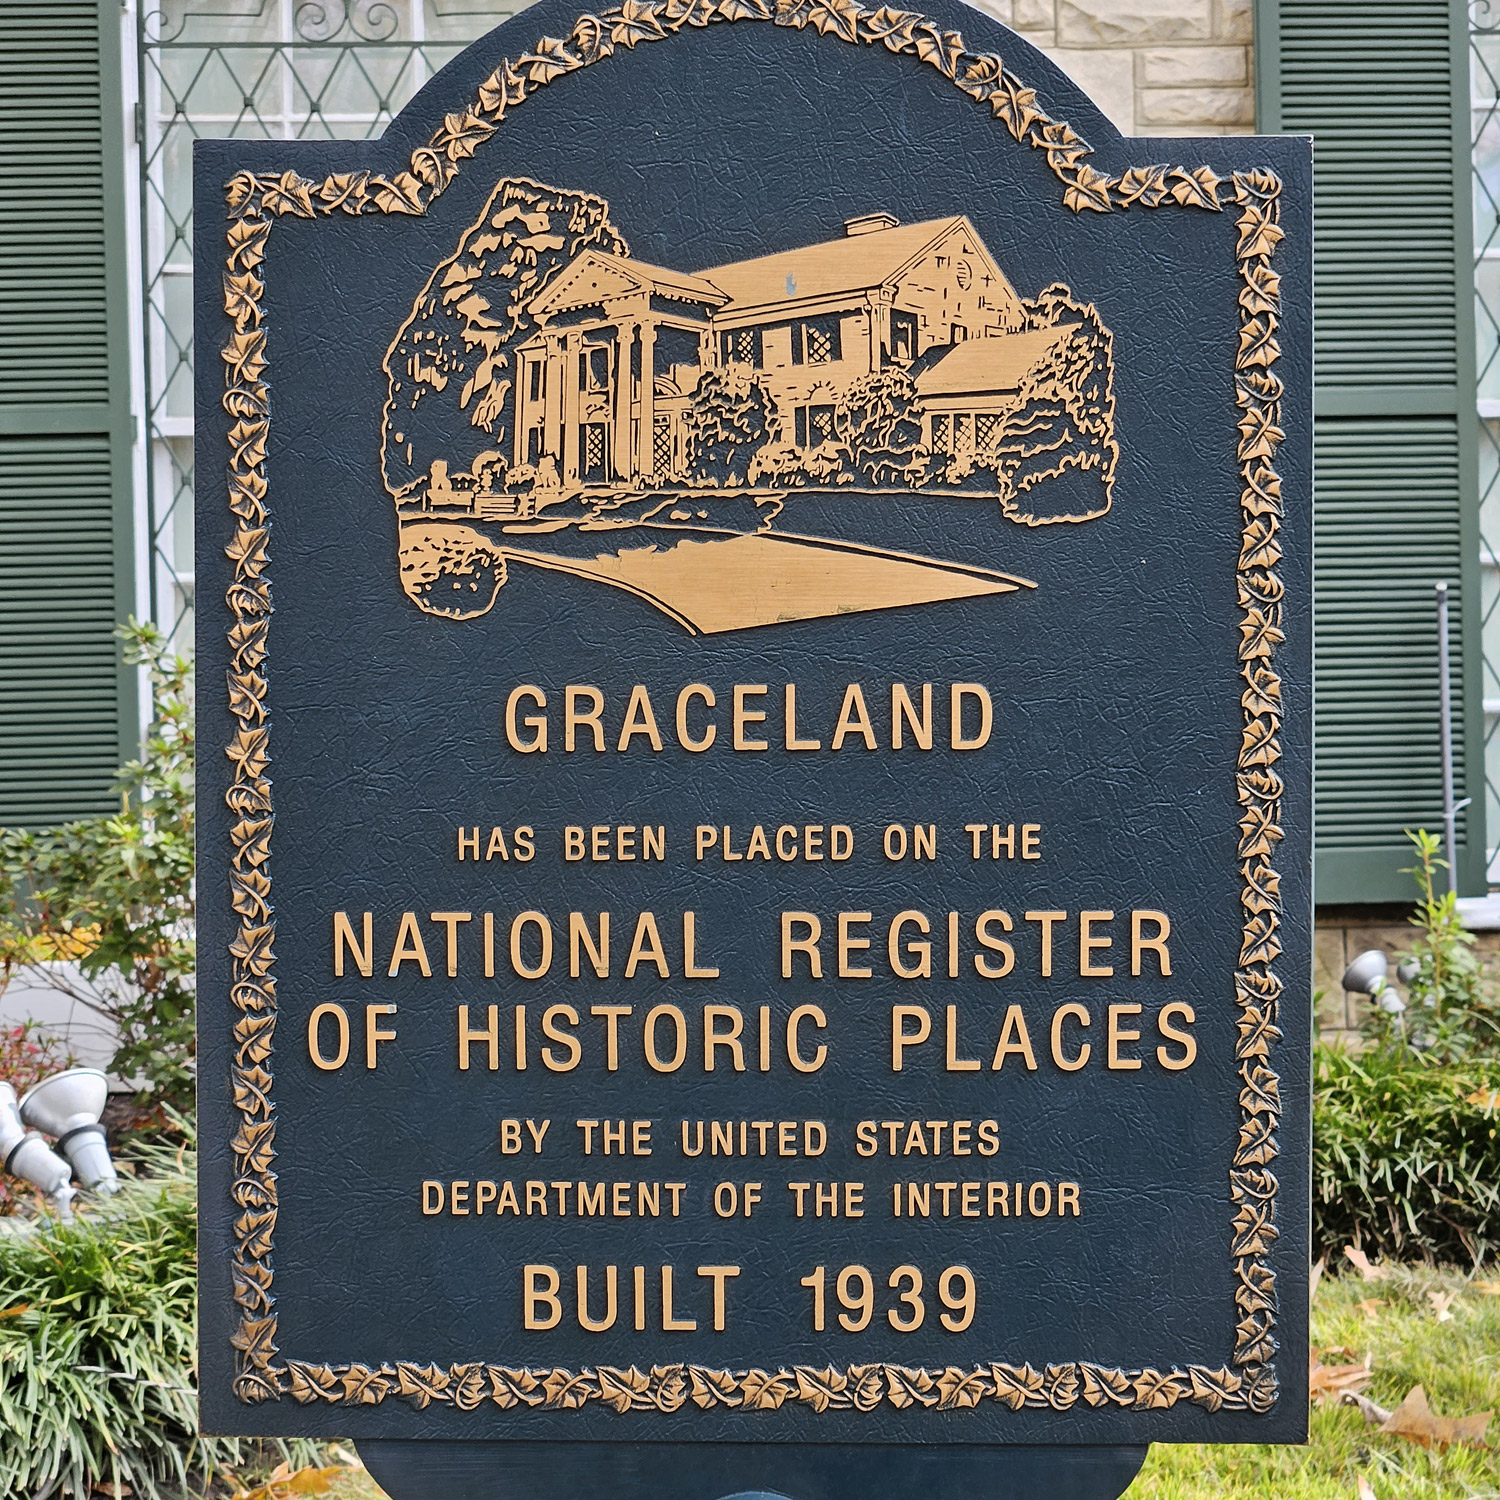 GRACELAND
HAS BEEN PLACED ON THE
NATIONAL REGISTER
OF HISTORIC PLACES
BY THE UNITED STATES
DEPARTMENT OF THE INTERIOR
BUILT 1939